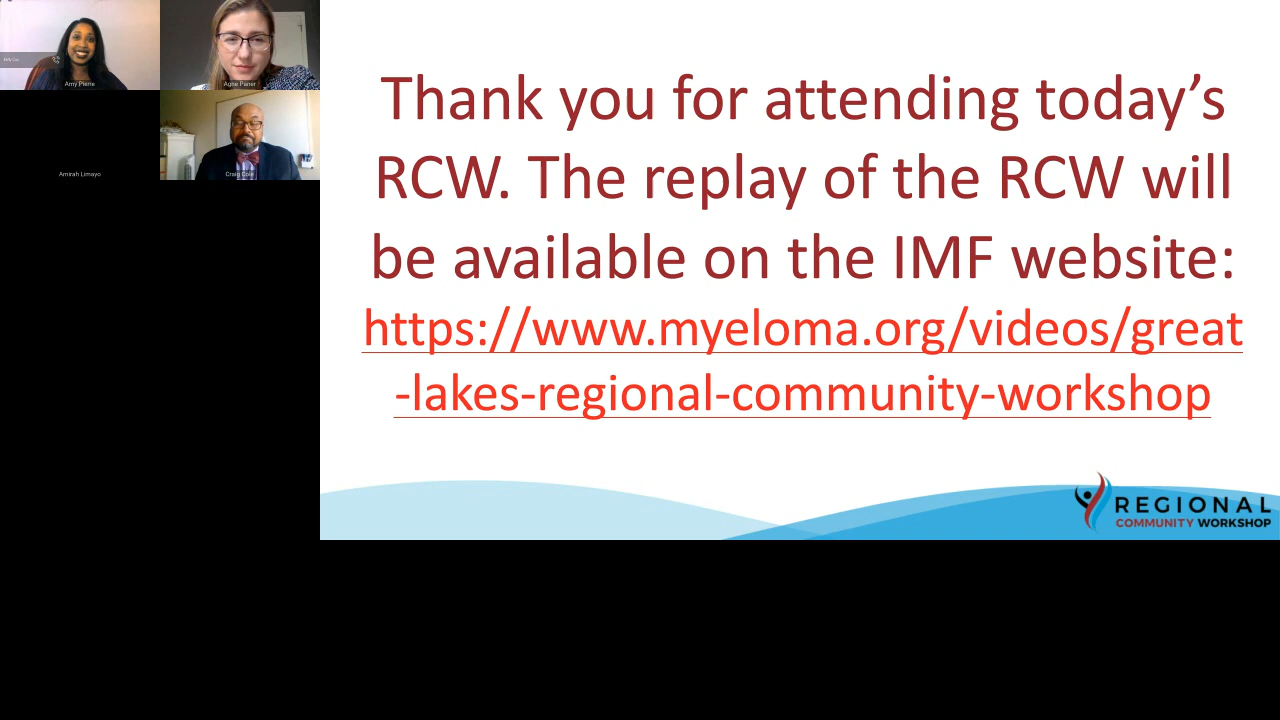 Amy Pierre
Agne Paner
Amirah Limayo
Craig Cole
Thank you for attending today’s
RCW. The replay of the RCW will
be available on the IMF website:
https://www.myeloma.org/videos/great
-lakes-regional-community-workshop
REGIONAL
COMMUNITY WORKSHOP